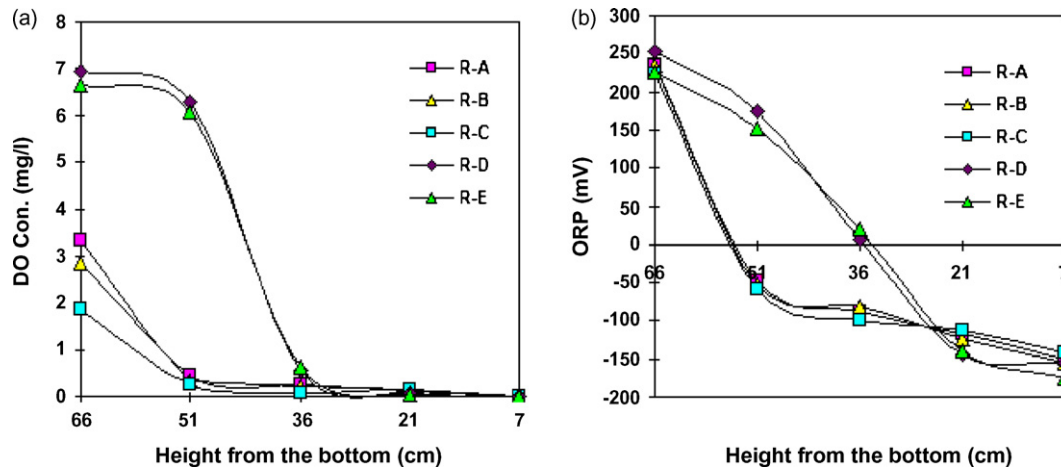 (a)
8
7
6
5
4
3
2
1
0
DO Con. (mg/l)
R-A
R-B
R-C
R-D
R-E
66 51 36 21 7
Height from the bottom (cm)
(b)
300
250
200
150
100
50
0
-50
-100
-150
-200
ORP (mV)
R-A
R-B
R-C
R-D
R-E
66 51 36 21
Height from the bottom (cm)